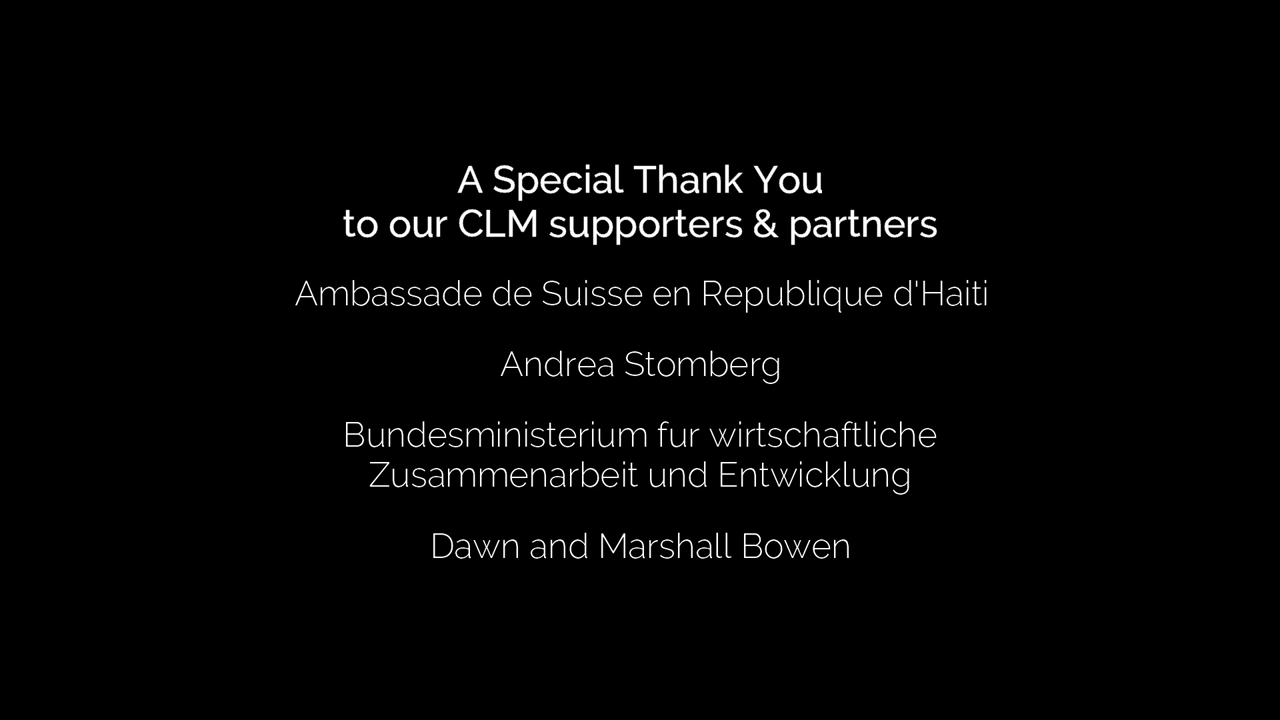 A Special Thank You
to our CLM supporters & partners
Ambassade de Suisse en Republique d'Haiti
Andrea Stomberg
Bundesministerium fur wirtschaftliche
Zusammenarbeit und Entwicklung
Dawn and Marshall Bowen